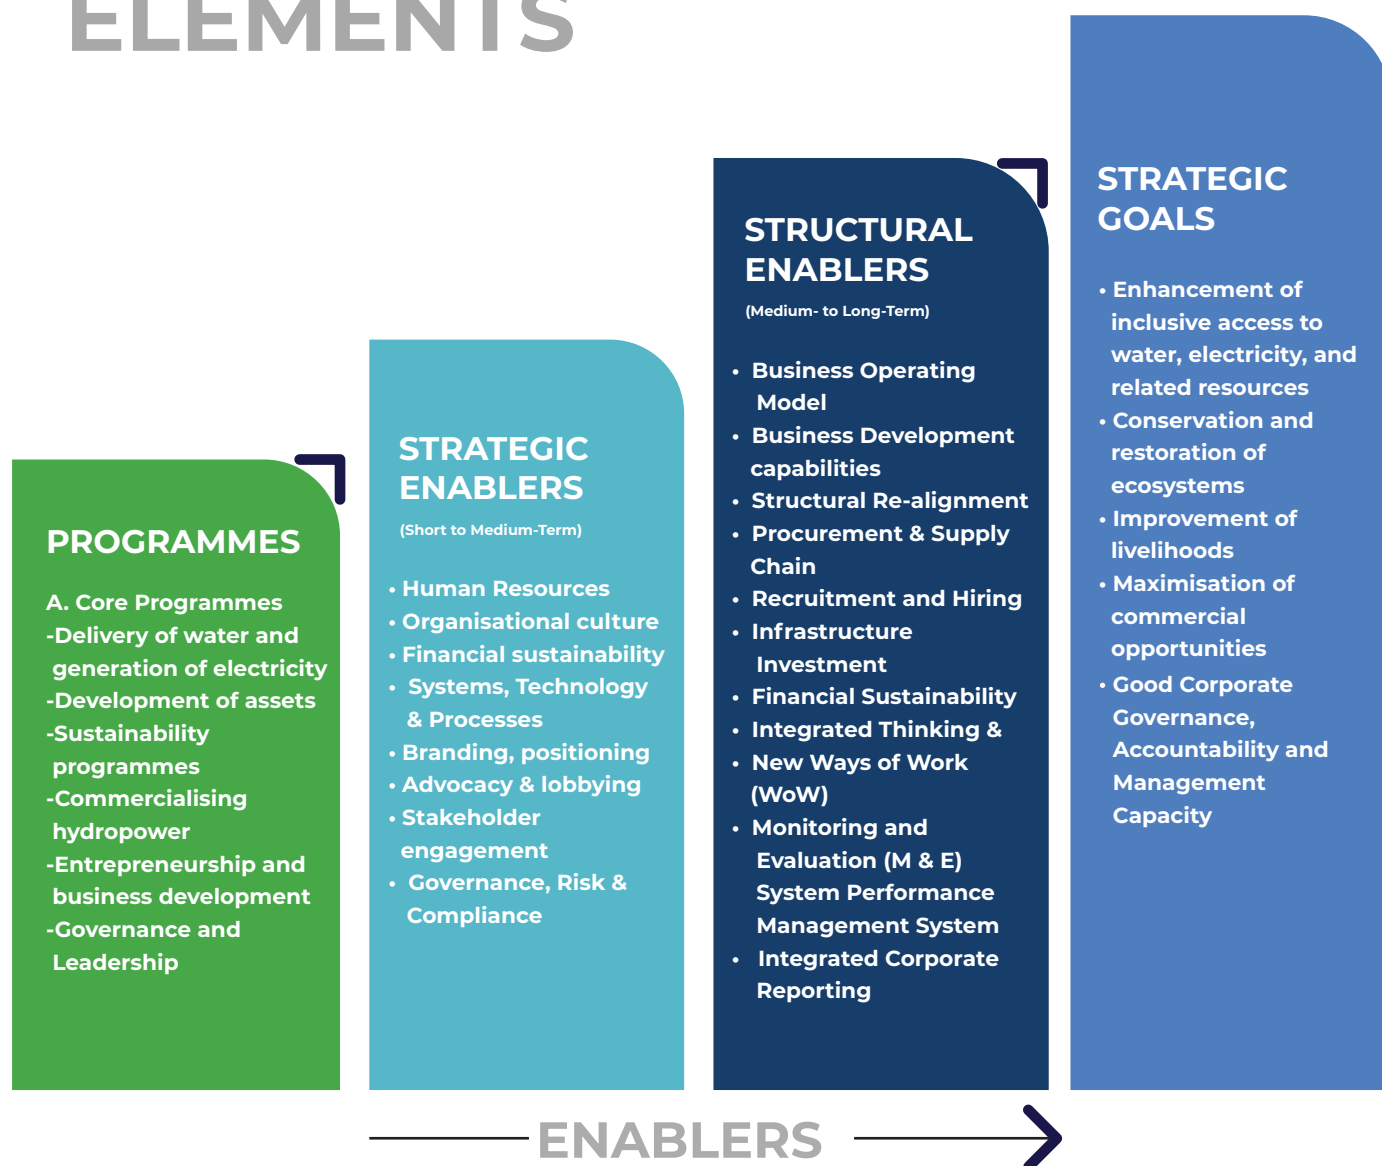 ELEMENTS
PROGRAMMES
A. Core Programmes
-Delivery of water and
generation of electricity
-Development of assets
-Sustainability
programmes
-Commercialising
hydropower
-Entrepreneurship and
business development
-Governance and
Leadership
STRATEGIC
ENABLERS
(Short to Medium-Term)
• Human Resources
• Organisational culture
• Financial sustainability
• Systems, Technology
& Processes
• Branding, positioning
• Advocacy & lobbying
• Stakeholder
engagement
• Governance, Risk &
Compliance
STRUCTURAL
ENABLERS
(Medium- to Long-Term)
• Business Operating
Model
• Business Development
capabilities
• Structural Re-alignment
• Procurement & Supply
Chain
• Recruitment and Hiring
• Infrastructure
Investment
• Financial Sustainability
• Integrated Thinking &
• New Ways of Work
(WoW)
• Monitoring and
Evaluation (M & E)
System Performance
Management System
• Integrated Corporate
Reporting
STRATEGIC
GOALS
• Enhancement of
inclusive access to
water, electricity, and
related resources
• Conservation and
restoration of
ecosystems
• Improvement of
livelihoods
• Maximisation of
commercial
opportunities
• Good Corporate
Governance,
Accountability and
Management
Capacity
ENABLERS